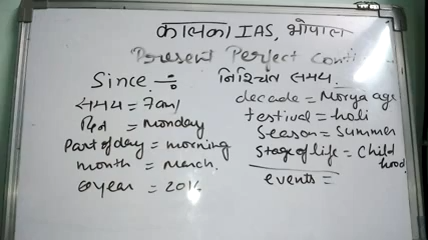 कालका IAS, भोपाल
Present Perfect Conti
Since ÷ निश्चित समय
समय = 7am
= Monday
Part of day = morning
month = March
year = 2016
decade = Morya age
festival = holi
Season = Summer
Stage of life = Child
hood
events =